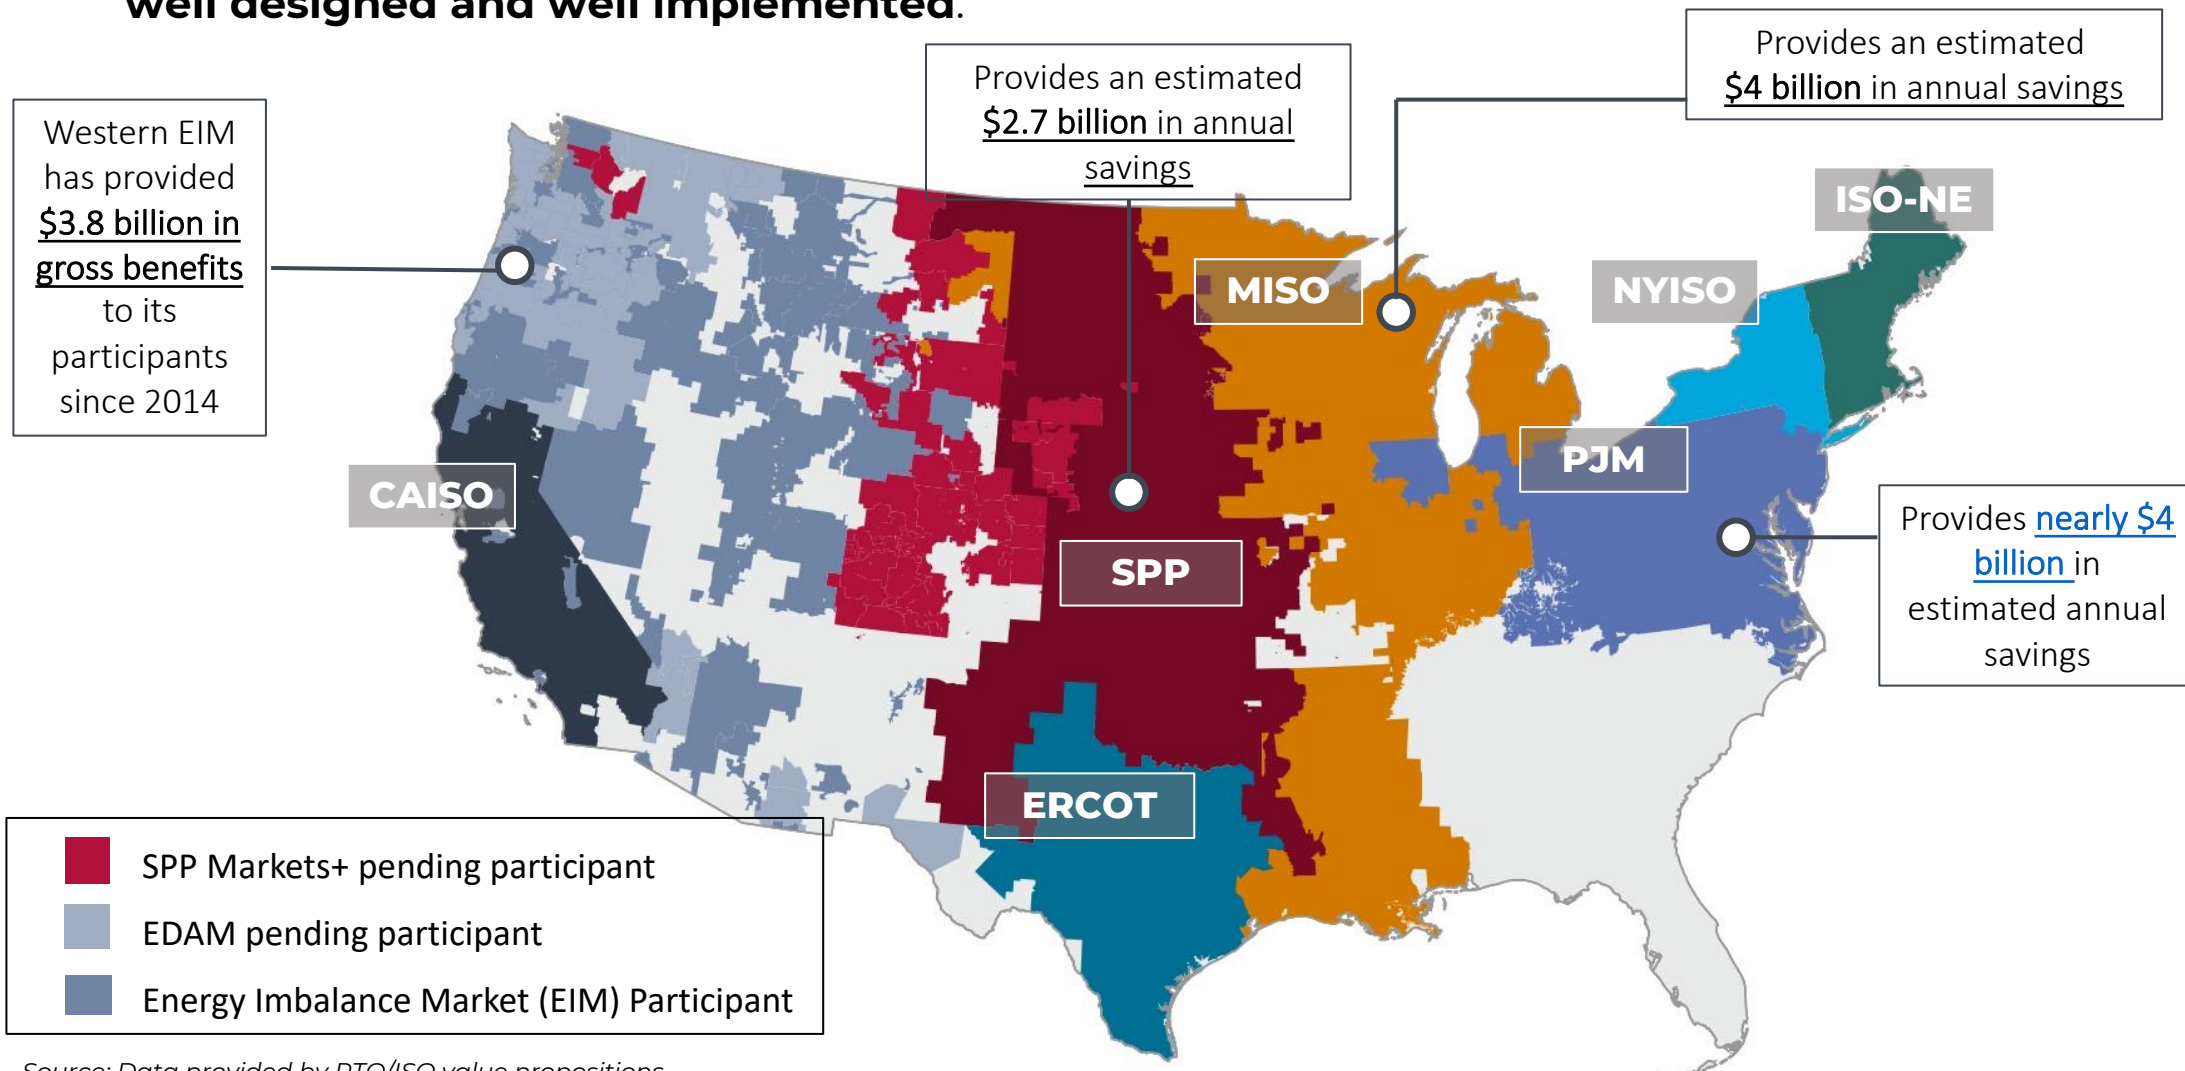 well designed and well implemented.
Western EIM
has provided
$3.8 billion in
gross benefits
to its
participants
since 2014
Provides an estimated
$2.7 billion in annual
savings
Provides an estimated
$4 billion in annual savings
ISO-NE
MISO
NYISO
PJM
CAISO
Provides nearly $4
billion in
estimated annual
savings
SPP
ERCOT
SPP Markets+ pending participant
EDAM pending participant
Energy Imbalance Market (EIM) Participant
Source: Data provided by RTO/ISO value propositions